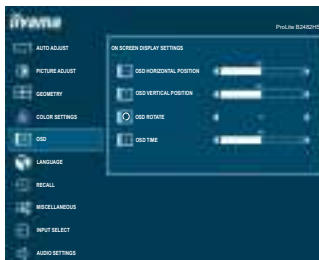 iiyama
ProLite B2482HS
AUTO ADJUST
ON SCREEN DISPLAY SETTINGS
PICTURE ADJUST
OSD HORIZONTAL POSITION
GEOMETRY
OSD VERTICAL POSITION
COLOR SETTINGS
OSD ROTATE
OSD
OSD TIME
LANGUAGE
RECALL
MISCELLANEOUS
INPUT SELECT
AUDIO SETTINGS